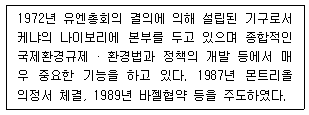 1972년 유엔총회의 결의에 의해 설립된 기구로서
케냐의 나이보리에 본부를 두고 있으며 종합적인
국제환경규제 · 환경법과 정책의 개발 등에서 매
우 중요한 기능을 하고 있다. 1987년 몬트리올
의정서 체결, 1989년 바젤협약 등을 주도하였다.